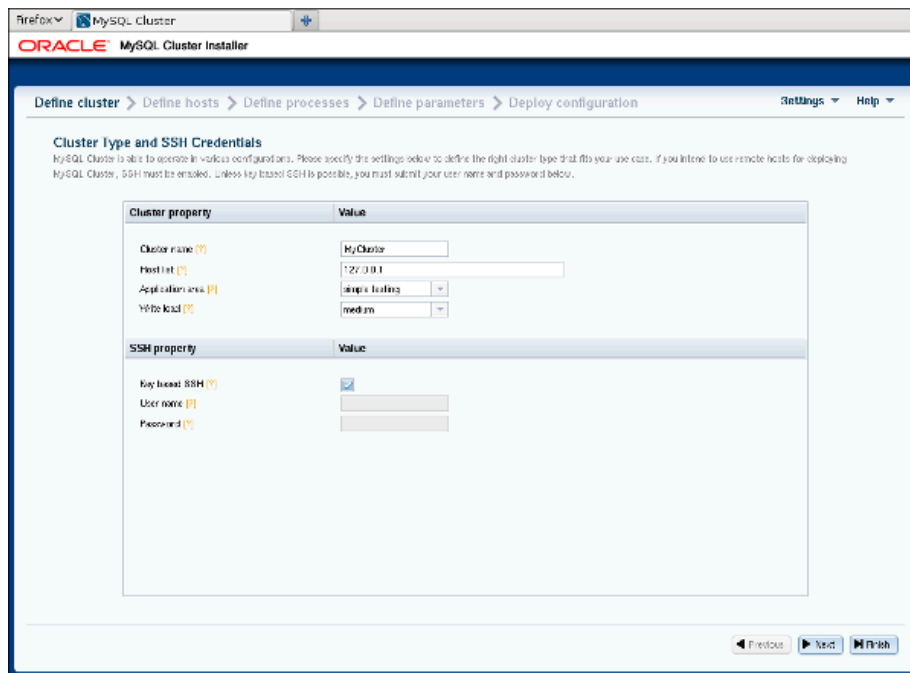 Firefox
MySQL Cluster
ORACLE MySQL Cluster Installer
Define cluster > Define hosts > Define processes > Define parameters > Deploy configuration
Settings Help
Cluster Type and SSH Credentials
MySQL Cluster is able to operate in various configurations. Please specify the settings below to define the right cluster type that fits your use case. If you intend to use remote hosts for deploying
MySQL Cluster, SSH must be enabled. Unless key based SSH is possible, you must submit your user name and password below.
Cluster property Value
Cluster name [?] MyCluster
Host list [?] 127.0.0.1
Application area [?] simple testing
Write load [?] medium
SSH property Value
Key based SSH [?]
User name [?]
Password [?]
Previous Next Finish